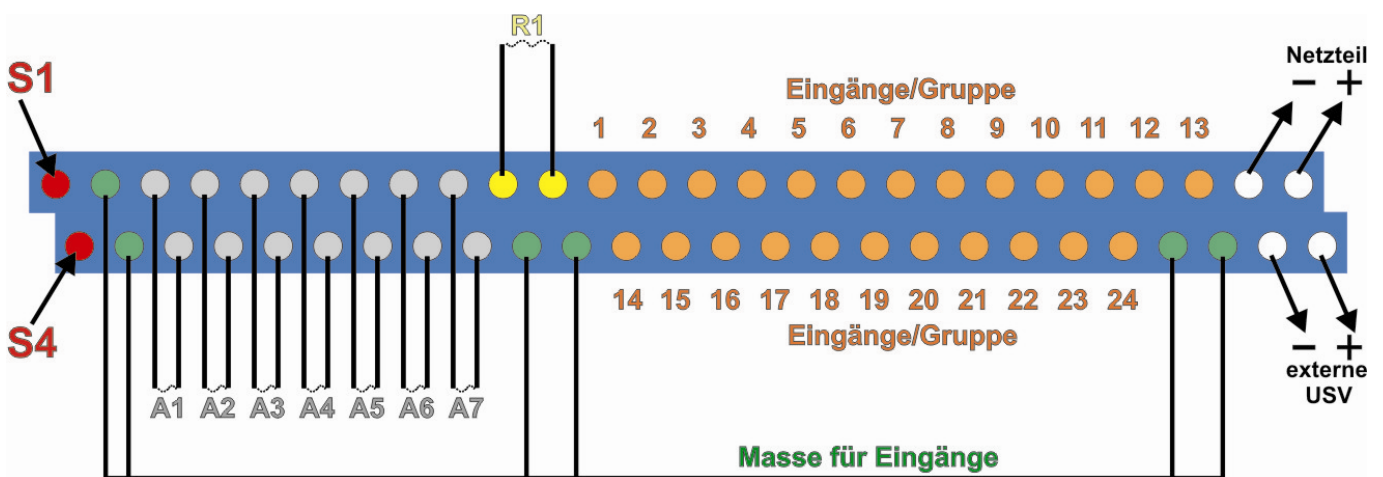 R1
Netzteil
− +
S1
Eingänge/Gruppe
1 2 3 4 5 6 7 8 9 10 11 12 13
14 15 16 17 18 19 20 21 22 23 24
Eingänge/Gruppe
S4
− +
externe
USV
A1 A2 A3 A4 A5 A6 A7
Masse für Eingänge